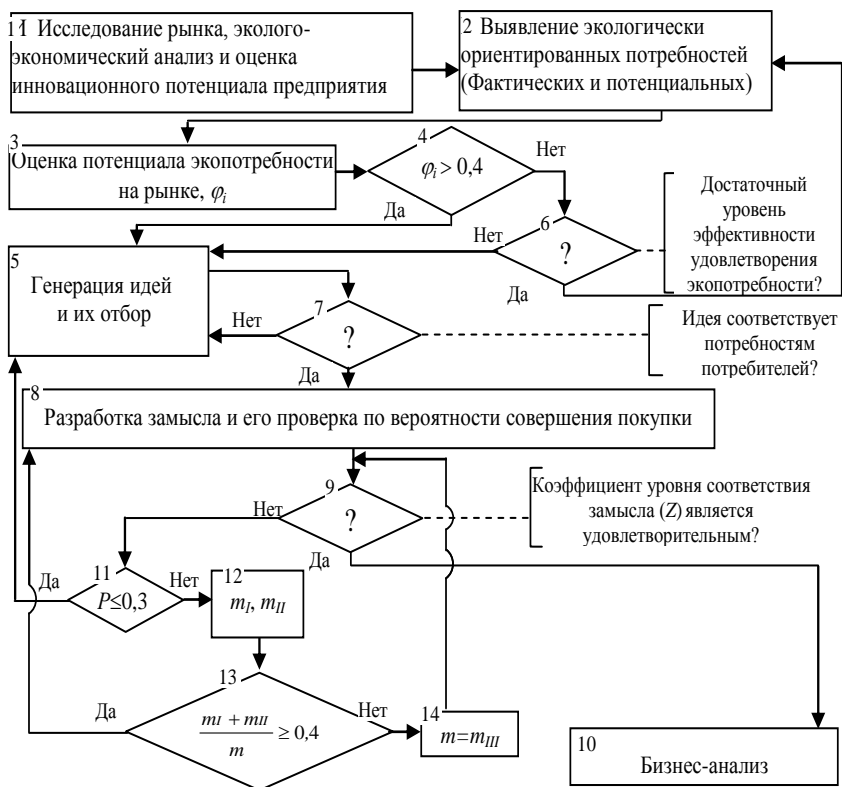 11 Исследование рынка, эколого-
экономический анализ и оценка
инновационного потенциала предприятия
2 Выявление экологически
ориентированных потребностей
(Фактических и потенциальных)
3
Оценка потенциала экопотребности
на рынке, φi
4
φi > 0,4
Нет
Да
Достаточный
уровень
эффективности
удовлетворения
экопотребности?
6
?
Нет
Да
5
Генерация идей
и их отбор
7
?
Нет
Да
Идея соответствует
потребностям
потребителей?
8
Разработка замысла и его проверка по вероятности совершения покупки
9
?
Нет
Да
Коэффициент уровня соответствия
замысла (Z) является
удовлетворительным?
11
P≤0,3
Да
Нет
12
mI, mII
13
(mI + mII)/m ≥ 0,4
Да
Нет
14
m=mIII
10
Бизнес-анализ